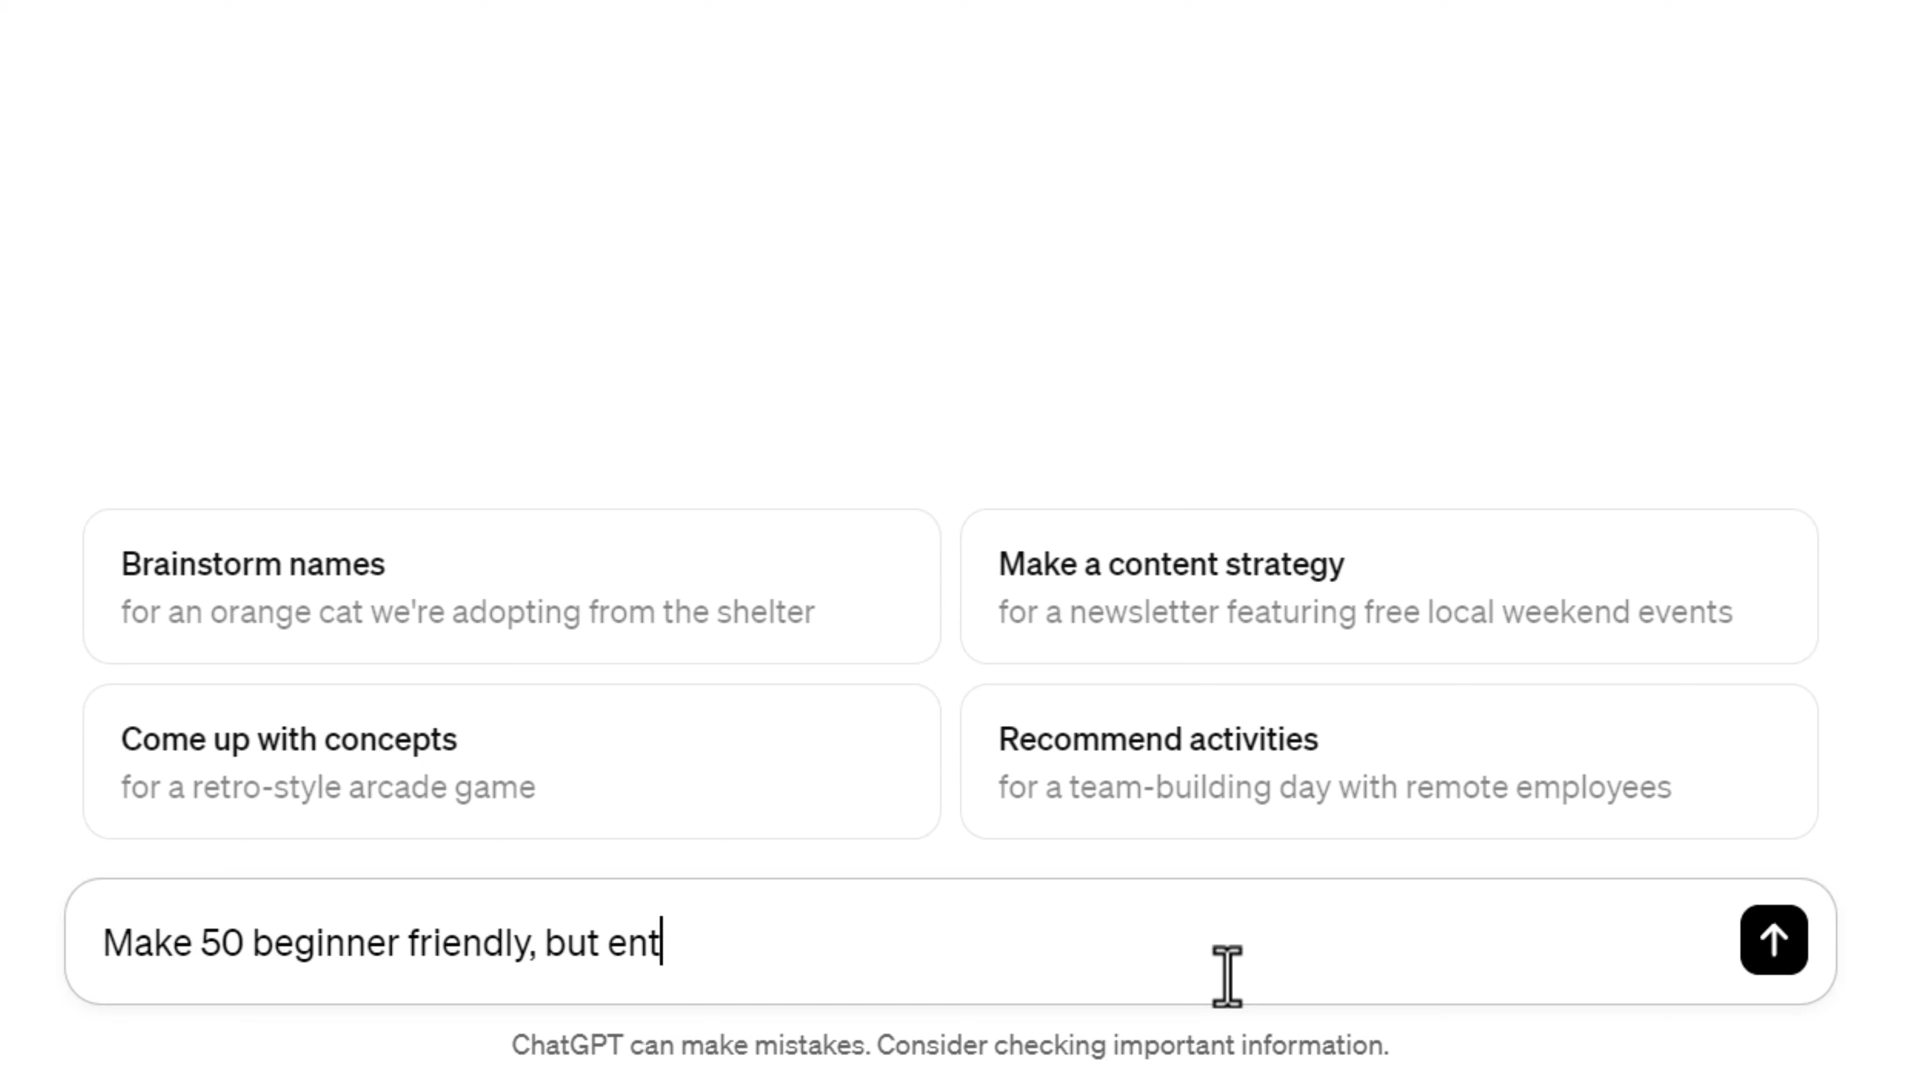 Brainstorm names
for an orange cat we're adopting from the shelter
Make a content strategy
for a newsletter featuring free local weekend events
Come up with concepts
for a retro-style arcade game
Recommend activities
for a team-building day with remote employees
Make 50 beginner friendly, but ent
ChatGPT can make mistakes. Consider checking important information.